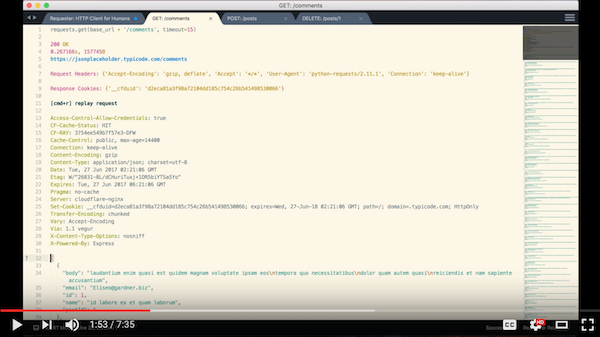 GET: /comments
Requester: HTTP Client for Humans
GET: /comments
POST: /posts
DELETE: /posts/1
1 requests.get(base_url + '/comments', timeout=15)
2
3 200 OK
4 0.267166s, 157745B
5 https://jsonplaceholder.typicode.com/comments
6
7 Request Headers: {'Accept-Encoding': 'gzip, deflate', 'Accept': '*/*', 'User-Agent': 'python-requests/2.11.1', 'Connection': 'keep-alive'}
8
9 Response Cookies: {'__cfduid': 'd2eca81a3f98a72104dd185c754c26b541498530066'}
10
11 [cmd+r] replay request
12
13 Access-Control-Allow-Credentials: true
14 CF-Cache-Status: HIT
15 CF-RAY: 3754ee549b7f57e3-DFW
16 Cache-Control: public, max-age=14400
17 Connection: keep-alive
18 Content-Encoding: gzip
19 Content-Type: application/json; charset=utf-8
20 Date: Tue, 27 Jun 2017 02:21:06 GMT
21 Etag: W/"26831-8L/dCHuriTuxj+1OR5biYTSa5Yo"
22 Expires: Tue, 27 Jun 2017 06:21:06 GMT
23 Pragma: no-cache
24 Server: cloudflare-nginx
25 Set-Cookie: __cfduid=d2eca81a3f98a72104dd185c754c26b541498530066; expires=Wed, 27-Jun-18 02:21:06 GMT; path=/; domain=.typicode.com; HttpOnly
26 Transfer-Encoding: chunked
27 Vary: Accept-Encoding
28 Via: 1.1 vegur
29 X-Content-Type-Options: nosniff
30 X-Powered-By: Express
31
32 [
33 {
34 "body": "laudantium enim quasi est quidem magnam voluptate ipsam eos\ntempora quo necessitatibus\ndolor quam autem quasi\nreiciendis et nam sapiente
accusantium",
35 "email": "Eliseo@gardner.biz",
36 "id": 1,
37 "name": "id labore ex et quam laborum",
1:53 / 7:35
CC
HD